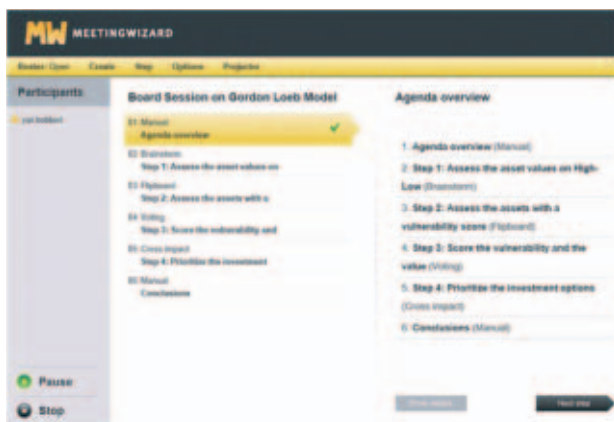 MW MEETINGWIZARD
Create Step Options Projector
Participants
Board Session on Gordon Loeb Model
01 Manual
Agenda overview
02 Brainstorm
Step 1: Assess the asset values on
03 Flipboard
Step 2: Assess the assets with a
04 Voting
Step 3: Score the vulnerability and
05 Cross impact
Step 4: Prioritize the investment
06 Manual
Conclusions
Pause
Stop
Agenda overview
1. Agenda overview (Manual)
2. Step 1: Assess the asset values on High-
Low (Brainstorm)
3. Step 2: Assess the assets with a
vulnerability score (Flipboard)
4. Step 3: Score the vulnerability and the
value (Voting)
5. Step 4: Prioritize the investment options
(Cross impact)
6. Conclusions (Manual)
Next step